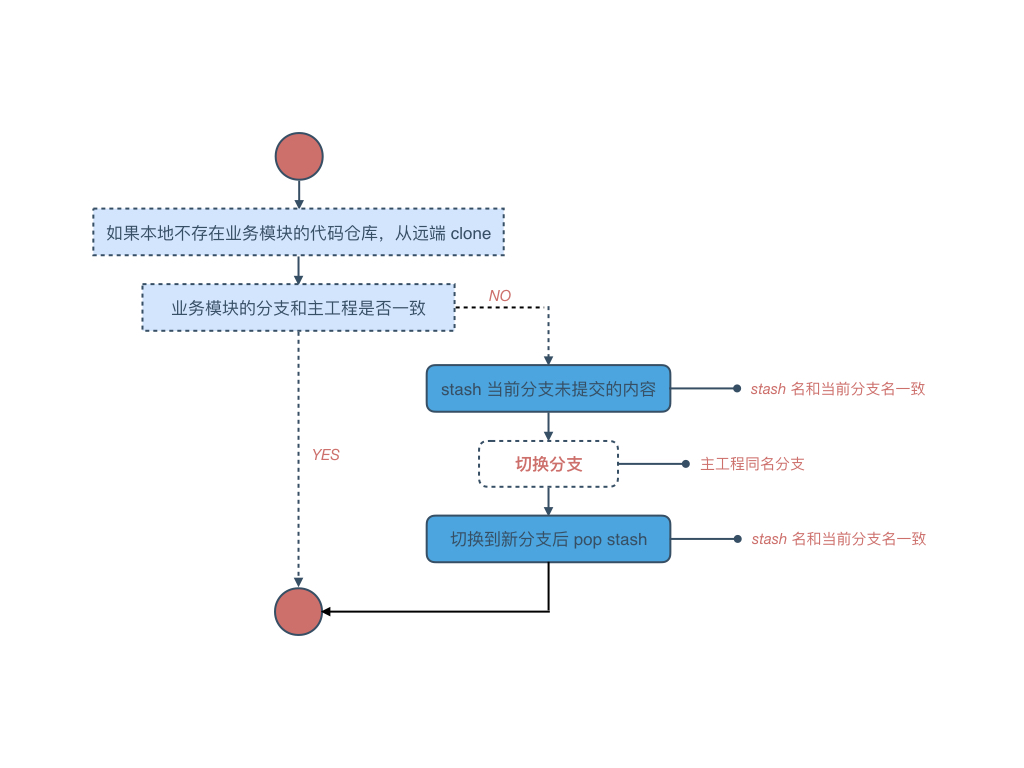 如果本地不存在业务模块的代码仓库，从远端 clone
业务模块的分支和主工程是否一致
NO
stash 当前分支未提交的内容
stash 名和当前分支名一致
YES
切换分支
主工程同名分支
切换到新分支后 pop stash
stash 名和当前分支名一致